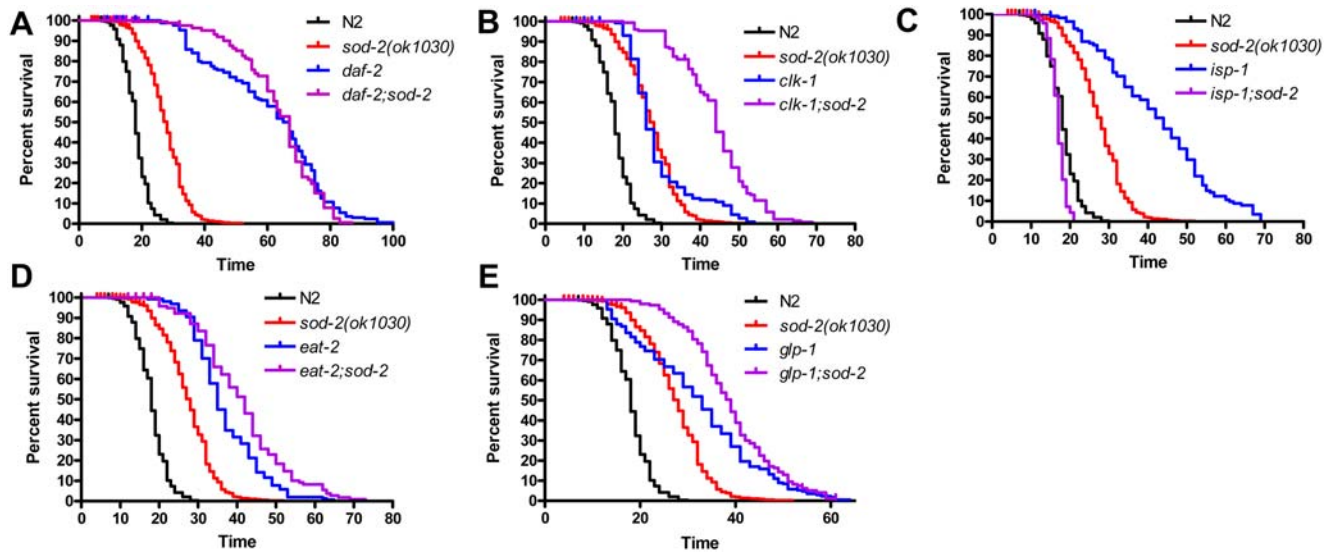 A
Percent survival
100
90
80
70
60
50
40
30
20
10
0
0 20 40 60 80 100
Time
N2
sod-2(ok1030)
daf-2
daf-2;sod-2
B
Percent survival
100
90
80
70
60
50
40
30
20
10
0
0 10 20 30 40 50 60 70 80
Time
N2
sod-2(ok1030)
clk-1
clk-1;sod-2
C
Percent survival
100
90
80
70
60
50
40
30
20
10
0
0 10 20 30 40 50 60 70 80
Time
N2
sod-2(ok1030)
isp-1
isp-1;sod-2
D
Percent survival
100
90
80
70
60
50
40
30
20
10
0
0 10 20 30 40 50 60 70 80
Time
N2
sod-2(ok1030)
eat-2
eat-2;sod-2
E
Percent survival
100
90
80
70
60
50
40
30
20
10
0
0 20 40 60
Time
N2
sod-2(ok1030)
glp-1
glp-1;sod-2